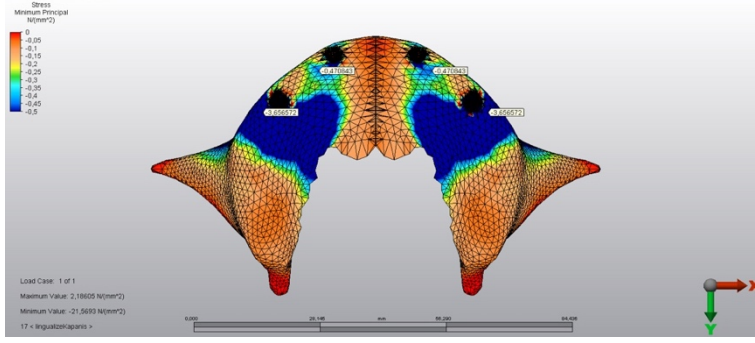 Stress
Minimum Principal
N/(mm^2)
0
-0,05
-0,1
-0,15
-0,2
-0,25
-0,3
-0,35
-0,4
-0,45
-0,5
-0,470843
-0,470843
-3,656572
-3,656572
Load Case: 1 of 1
Maximum Value: 2,18605 N/(mm^2)
Minimum Value: -21,5693 N/(mm^2)
17 < lingualizeKapanis >
0,000
28,145
mm
56,290
84,436
X
Y